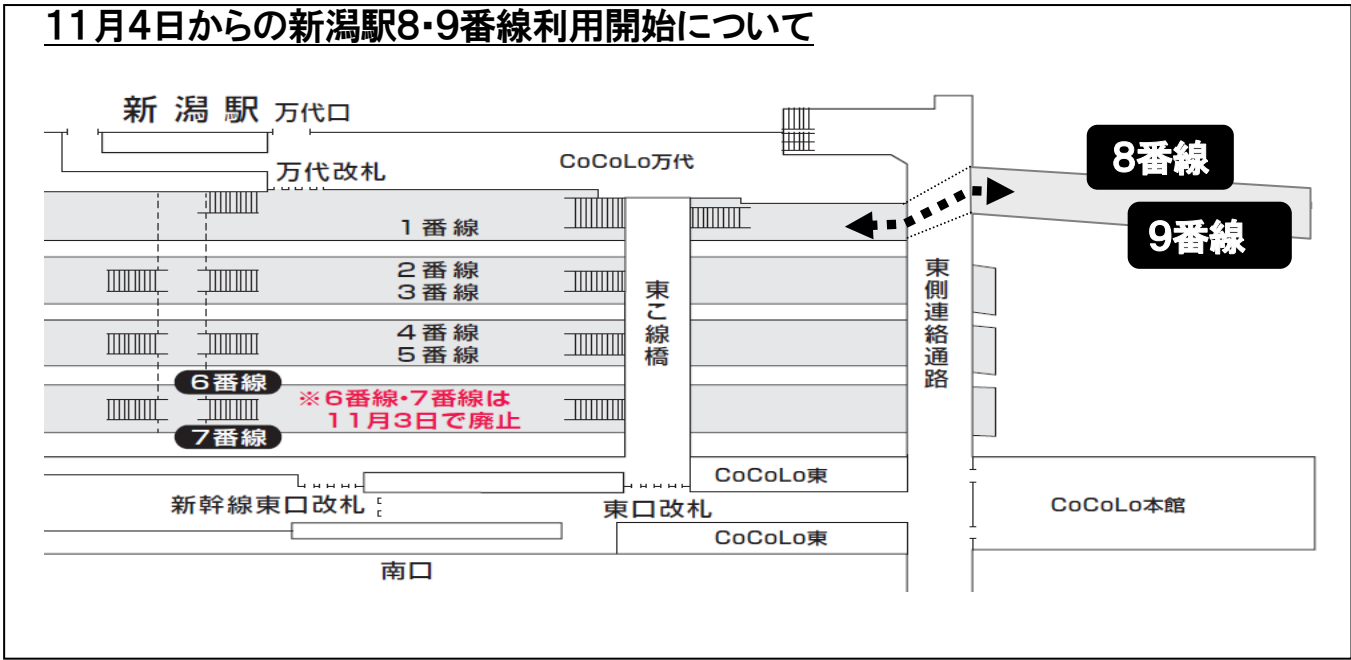 11月4日からの新潟駅8・9番線利用開始について
新潟駅 万代口
万代改札
CoCoLo万代
8番線
9番線
1番線
2番線
3番線
4番線
5番線
6番線
7番線
※6番線・7番線は
11月3日で廃止
東こ線橋
東側連絡通路
新幹線東口改札
東口改札
CoCoLo東
CoCoLo東
CoCoLo本館
南口